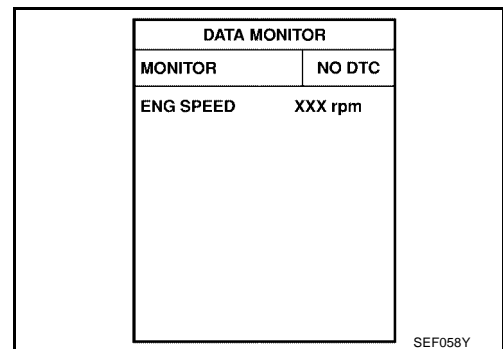 DATA MONITOR
MONITOR NO DTC
ENG SPEED XXX rpm
SEF058Y